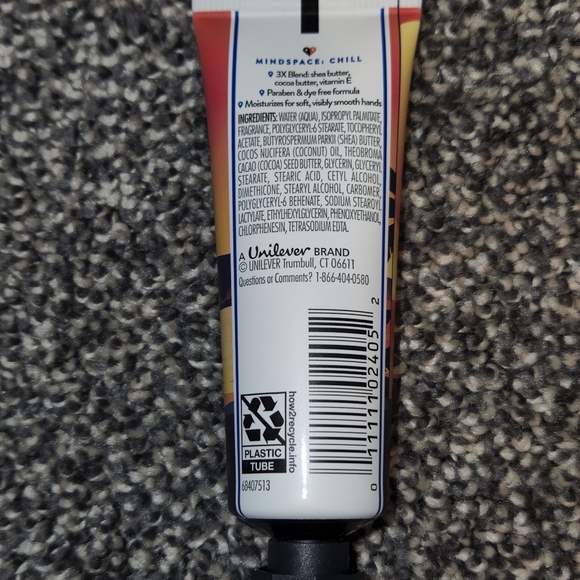 MINDSPACE: CHILL
3X Blend: shea butter,
cocoa butter, vitamin E
Paraben & dye free formula
Moisturizes for soft, visibly smooth hands
INGREDIENTS: WATER (AQUA), ISOPROPYL PALMITATE,
FRAGRANCE, POLYGLYCERYL-6 STEARATE, TOCOPHERYL
ACETATE, BUTYROSPERMUM PARKII (SHEA) BUTTER,
COCOS NUCIFERA (COCONUT) OIL, THEOBROMA
CACAO (COCOA) SEED BUTTER, GLYCERIN, GLYCERYL
STEARATE, STEARIC ACID, CETYL ALCOHOL,
DIMETHICONE, STEARYL ALCOHOL, CARBOMER,
POLYGLYCERYL-6 BEHENATE, SODIUM STEAROYL
LACTYLATE, ETHYLHEXYLGLYCERIN, PHENOXYETHANOL,
CHLORPHENESIN, TETRASODIUM EDTA.
A Unilever BRAND
© UNILEVER Trumbull, CT 06611
Questions or Comments? 1-866-404-0580
0 11111 02405 2
how2recycle.info
PLASTIC
TUBE
68407513